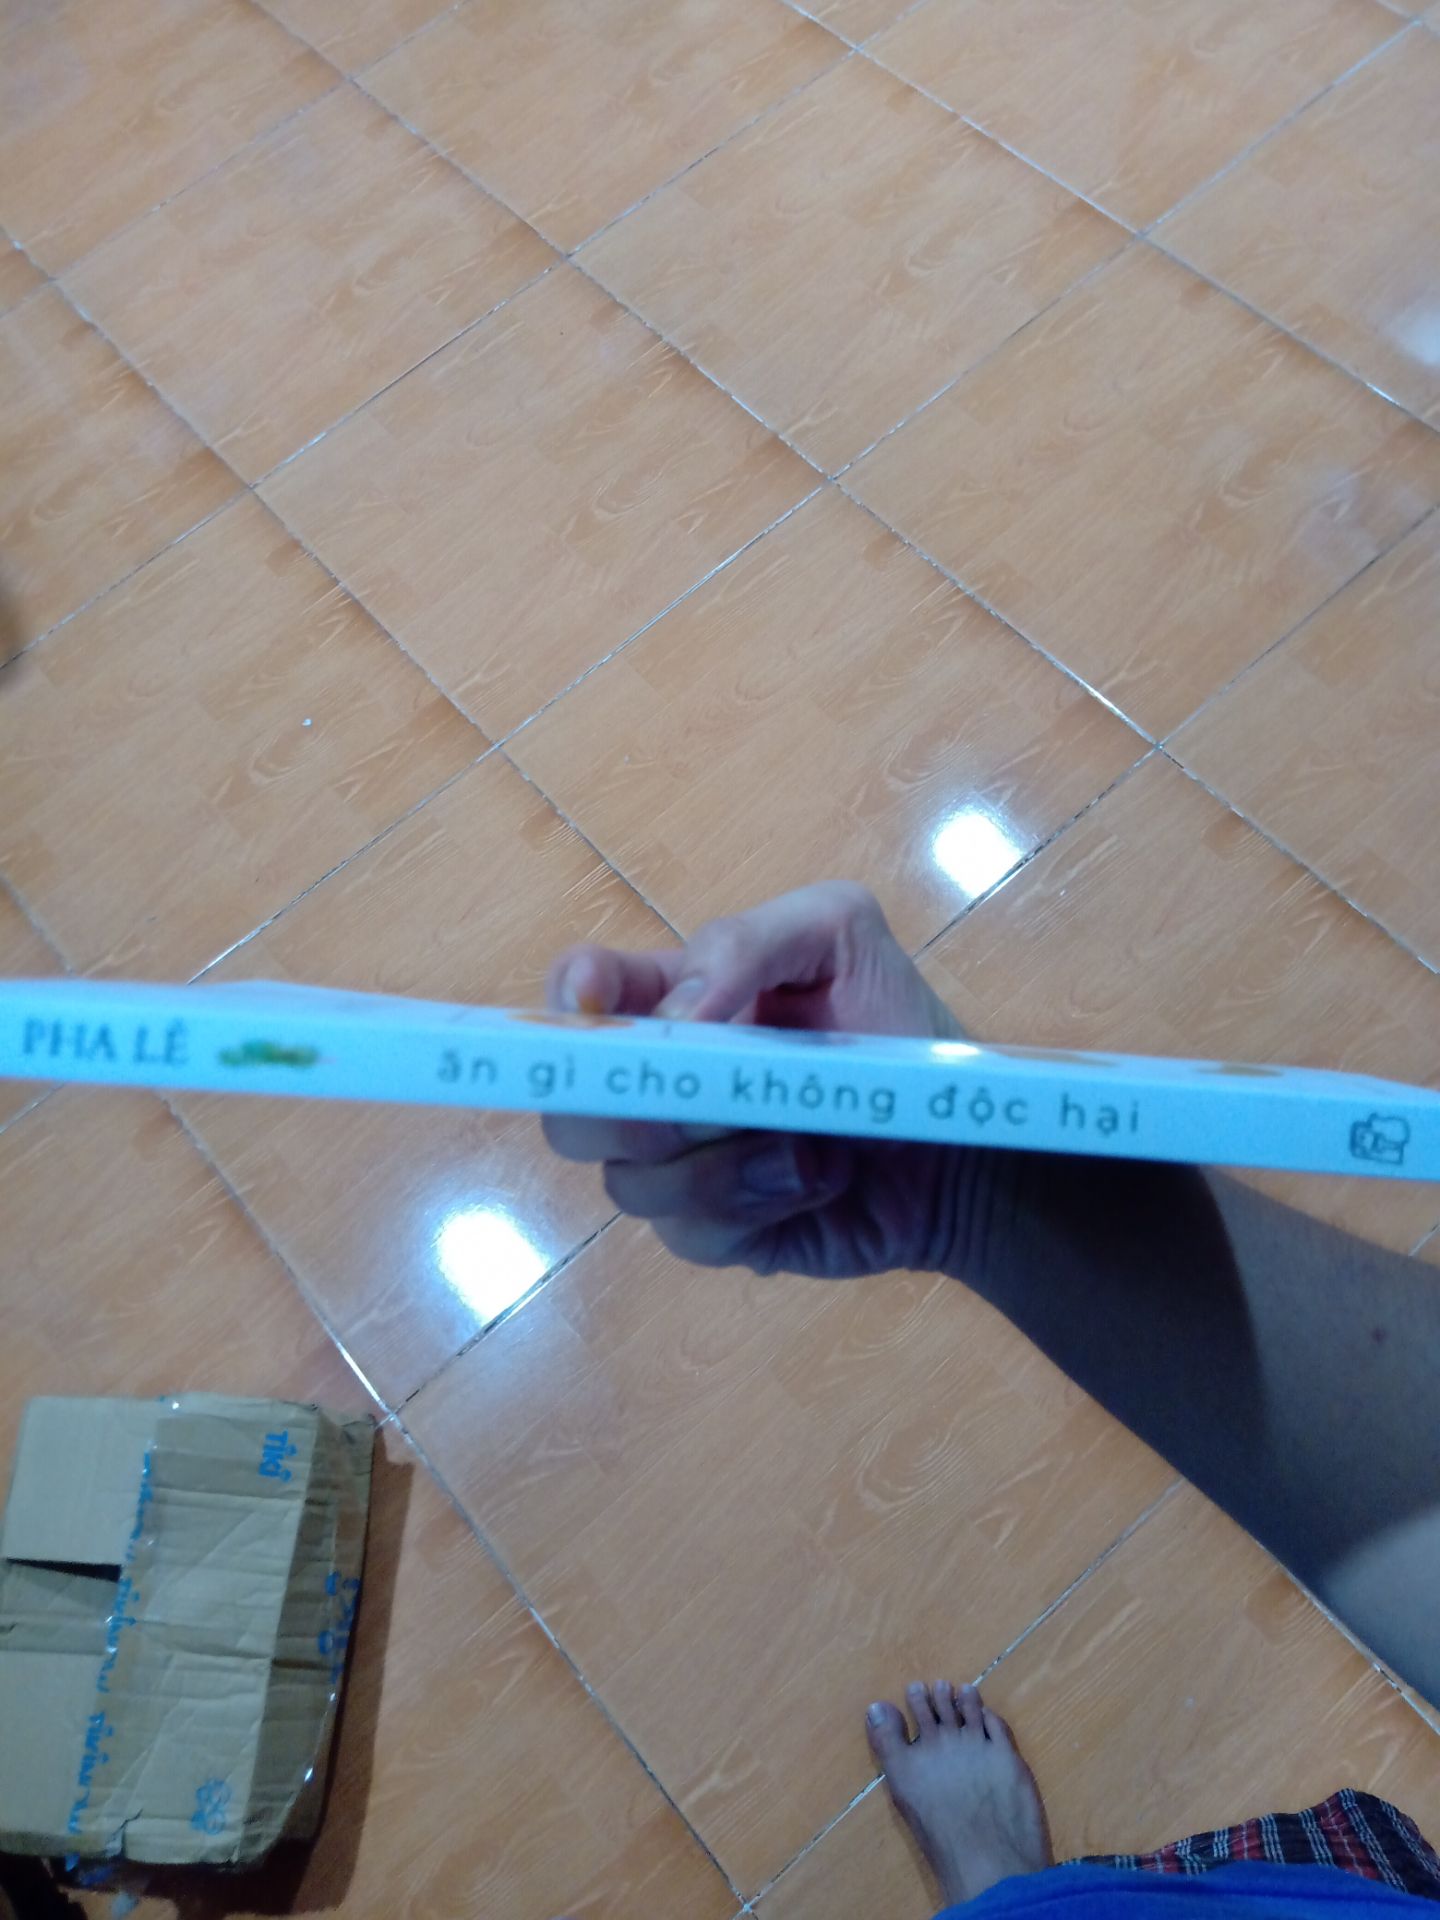 PHA LÊ
ăn gì cho không độc hại
TIKI